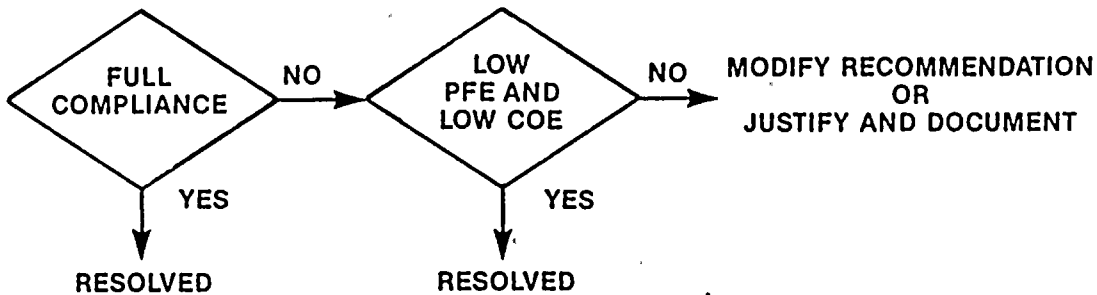 FULL
COMPLIANCE
NO
LOW
PFE AND
LOW COE
NO
MODIFY RECOMMENDATION
OR
JUSTIFY AND DOCUMENT
YES
YES
RESOLVED
RESOLVED